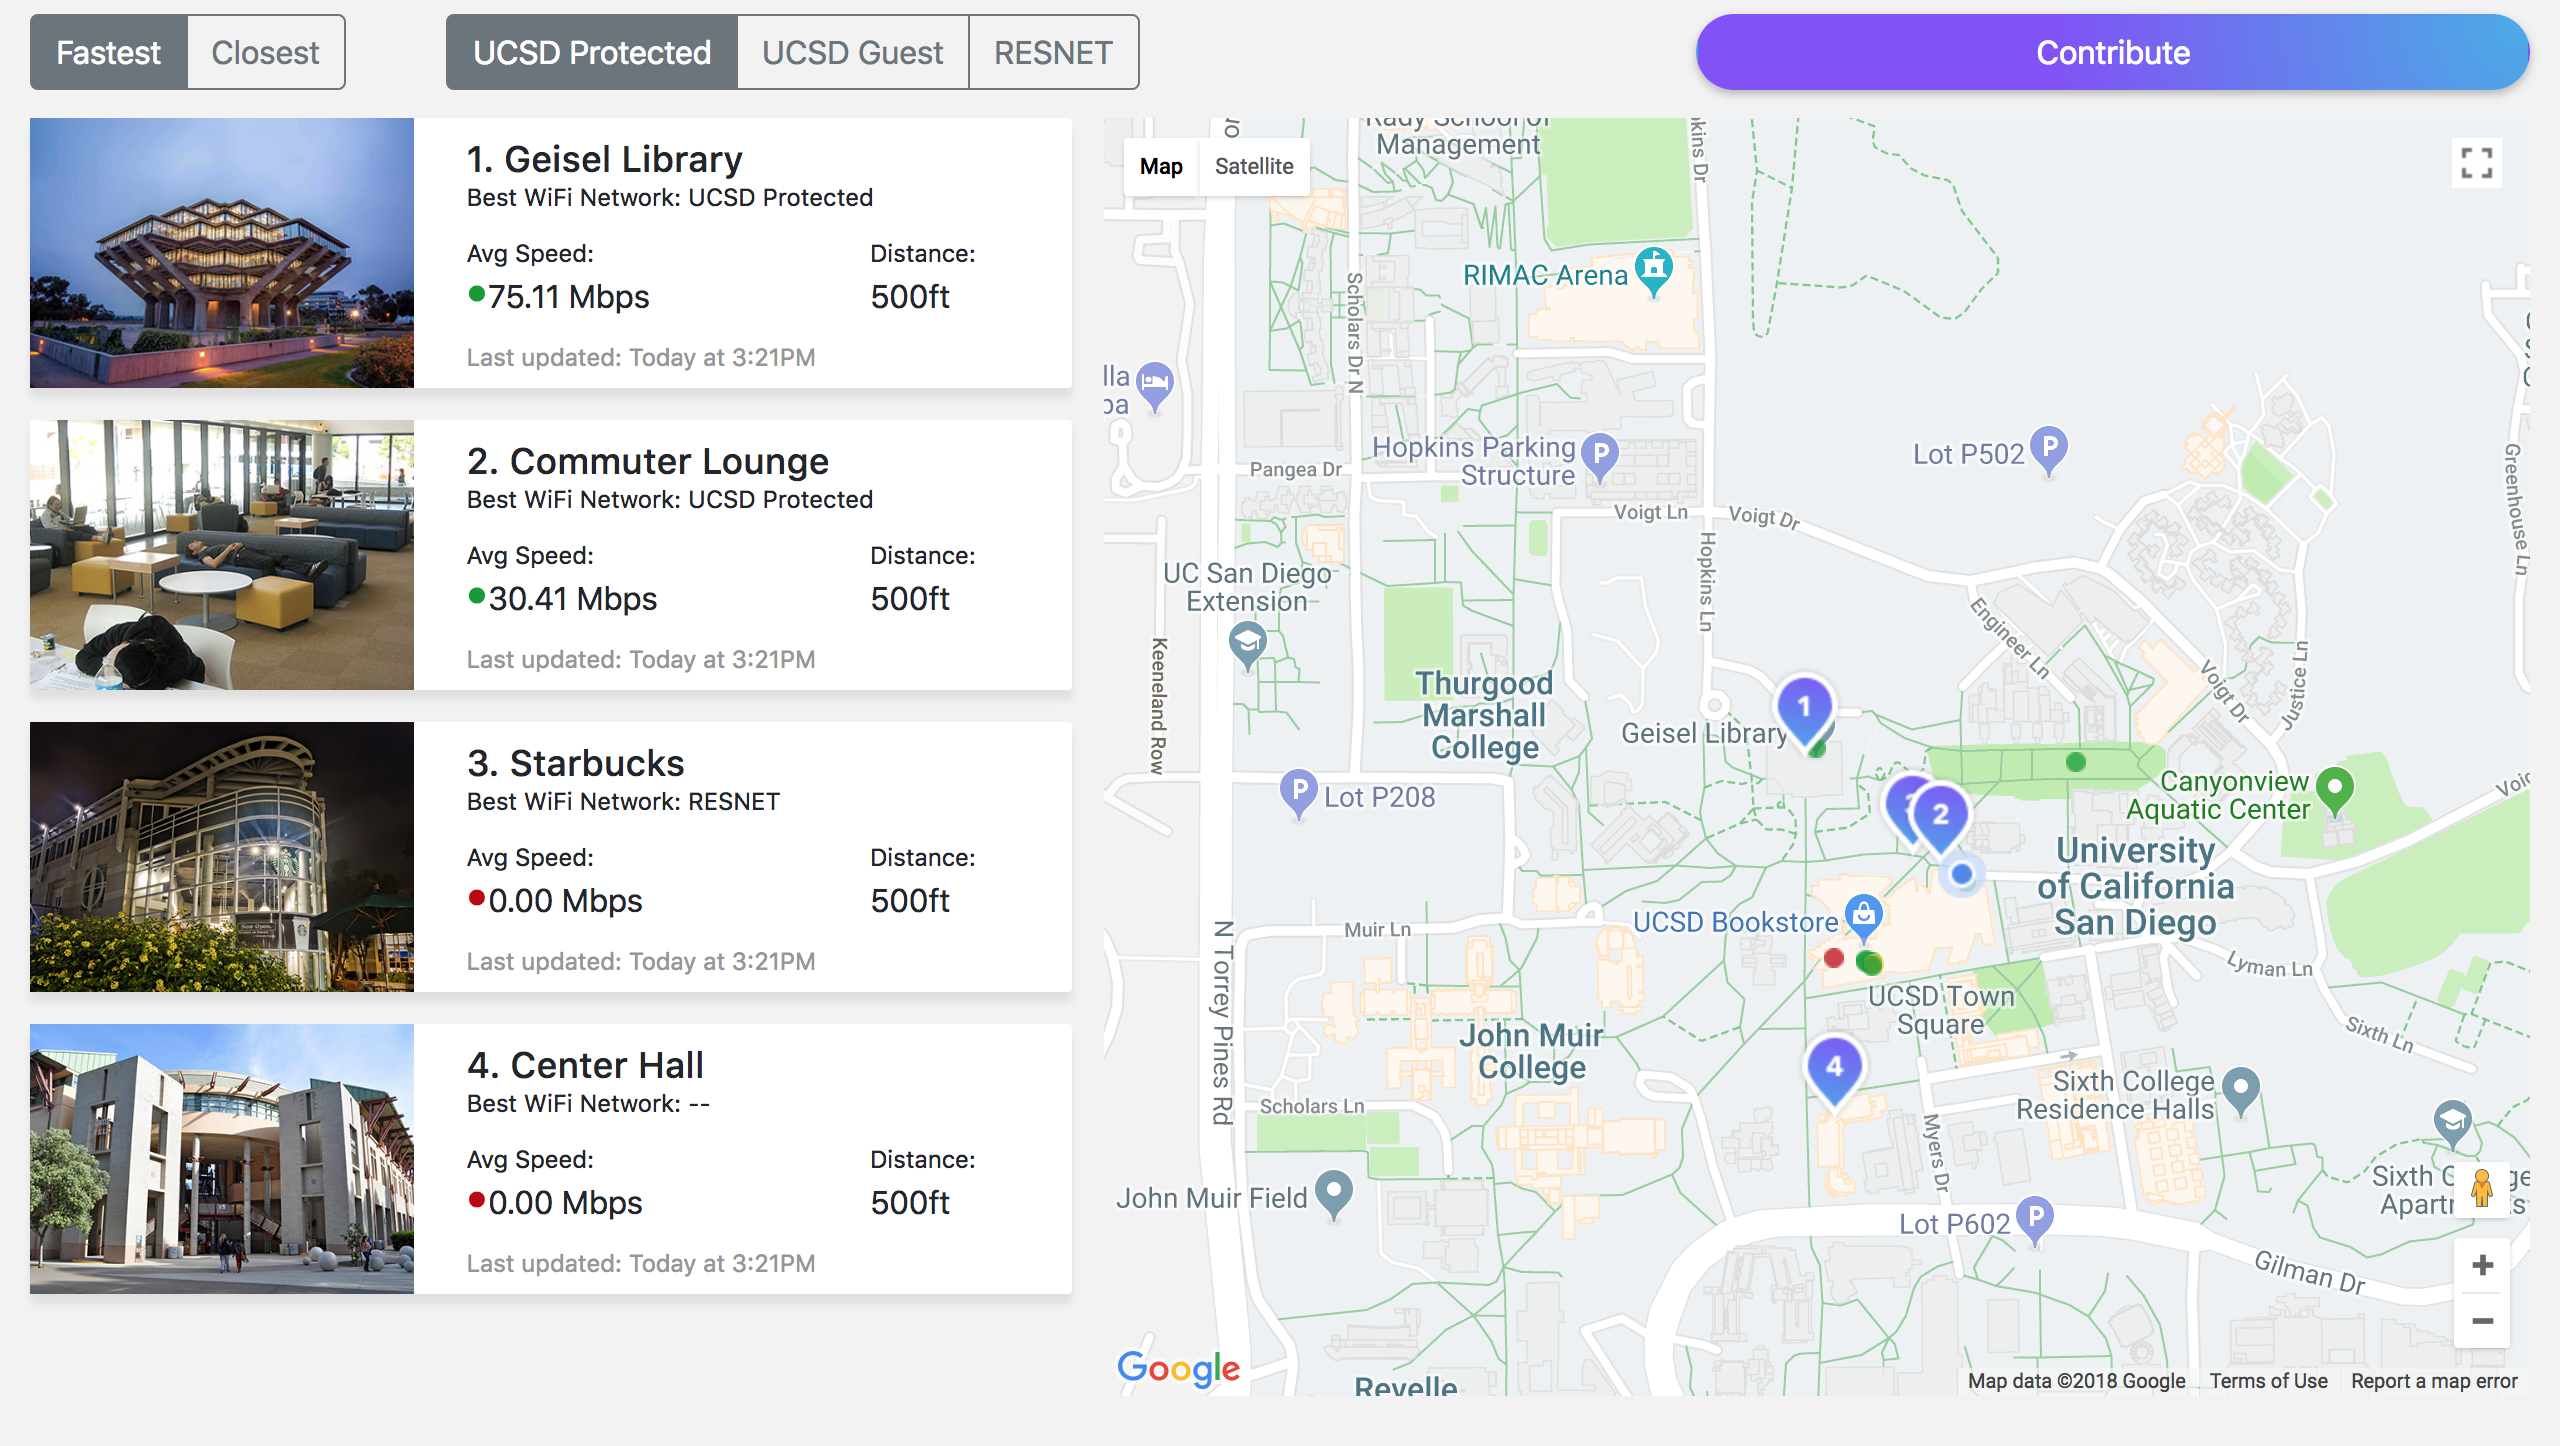 Fastest
Closest
UCSD Protected
UCSD Guest
RESNET
Contribute
1. Geisel Library
Best WiFi Network: UCSD Protected
Avg Speed:
Distance:
75.11 Mbps
500ft
Last updated: Today at 3:21PM
2. Commuter Lounge
Best WiFi Network: UCSD Protected
Avg Speed:
Distance:
30.41 Mbps
500ft
Last updated: Today at 3:21PM
3. Starbucks
Best WiFi Network: RESNET
Avg Speed:
Distance:
0.00 Mbps
500ft
Last updated: Today at 3:21PM
4. Center Hall
Best WiFi Network: --
Avg Speed:
Distance:
0.00 Mbps
500ft
Last updated: Today at 3:21PM
Map
Satellite
Rady School of
Management
RIMAC Arena
Scholars Dr N
lla
Hopkins Parking
Structure
P
Lot P502
P
Pangea Dr
Voigt Ln
Voigt Dr
Greenhouse Ln
Hopkins Ln
UC San Diego
Extension
Engineer Ln
Keeneland Row
Thurgood
Marshall
College
Geisel Library
1
Voigt Dr
Justice Ln
P
Lot P208
2
Canyonview
Aquatic Center
University
of California
San Diego
UCSD Bookstore
Muir Ln
N Torrey Pines Rd
Lyman Ln
UCSD Town
Square
John Muir
College
Sixth Ln
4
Sixth College
Residence Halls
Scholars Ln
Myers Dr
John Muir Field
Lot P602
P
Gilman Dr
Google
Revelle
Map data ©2018 Google
Terms of Use
Report a map error